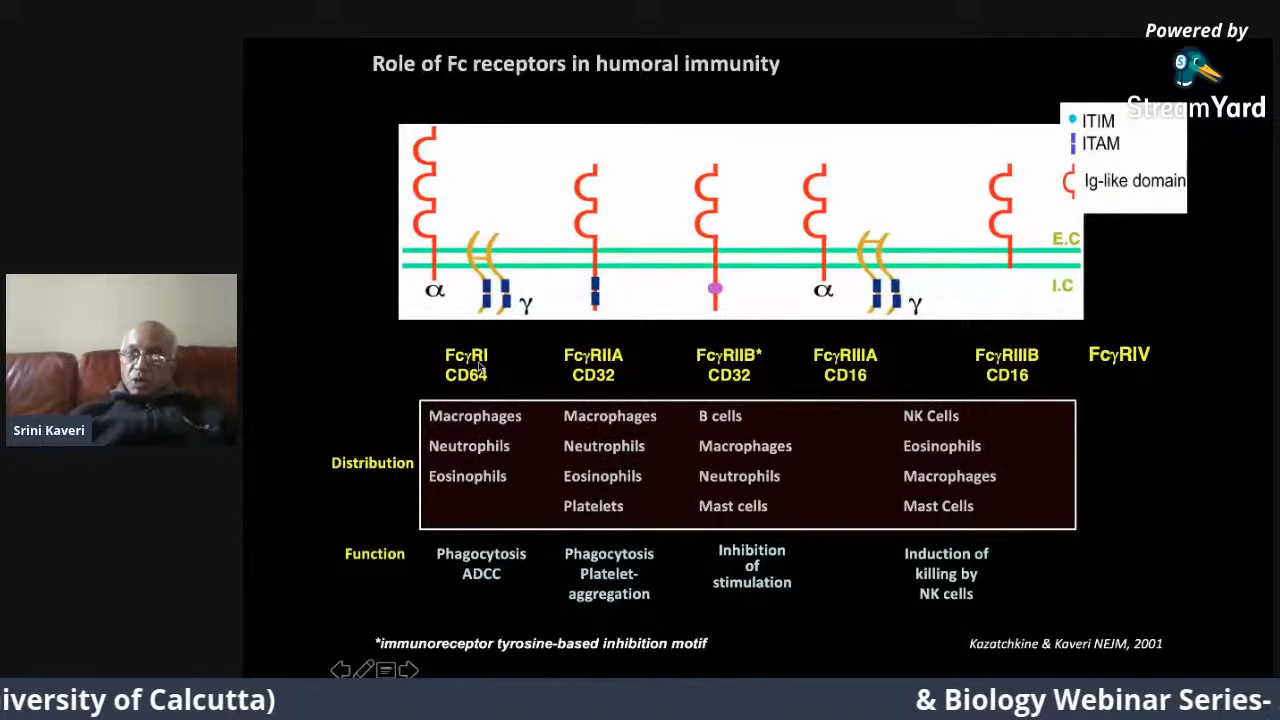 Powered by
StreamYard
Role of Fc receptors in humoral immunity
ITIM
ITAM
Ig-like domain
E.C
I.C
α γ α γ
FcγRI FcγRIIA FcγRIIB* FcγRIIIA FcγRIIIB FcγRIV
CD64 CD32 CD32 CD16 CD16
Distribution
Macrophages Macrophages B cells NK Cells
Neutrophils Neutrophils Macrophages Eosinophils
Eosinophils Eosinophils Neutrophils Macrophages
Platelets Mast cells Mast Cells
Function
Phagocytosis
ADCC
Phagocytosis
Platelet-
aggregation
Inhibition
of
stimulation
Induction of
killing by
NK cells
*immunoreceptor tyrosine-based inhibition motif
Kazatchkine & Kaveri NEJM, 2001
Srini Kaveri
iversity of Calcutta) & Biology Webinar Series-